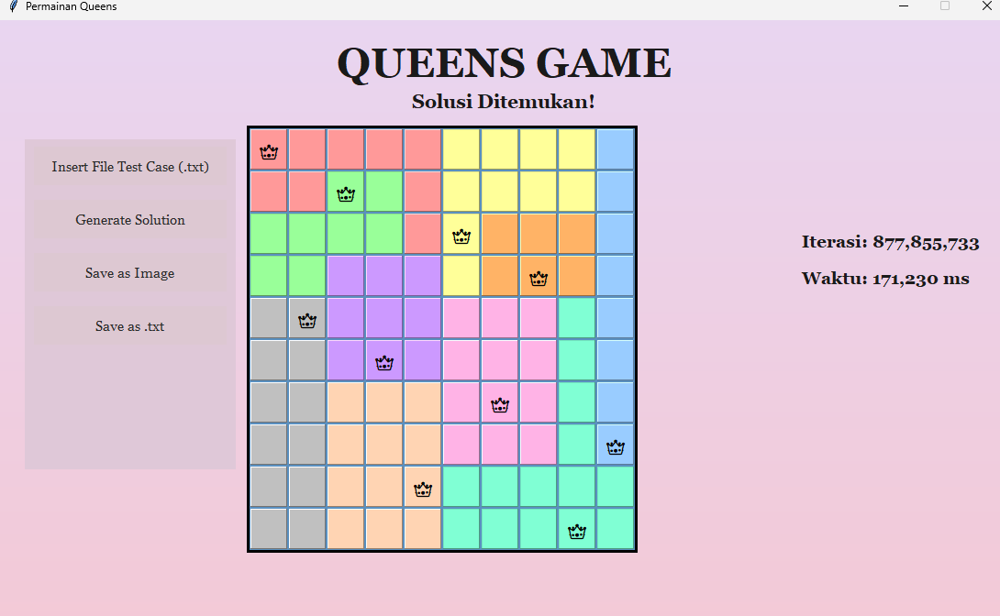 Permainan Queens
QUEENS GAME
Solusi Ditemukan!
Insert File Test Case (.txt)
Generate Solution
Save as Image
Save as .txt
Iterasi: 877,855,733
Waktu: 171,230 ms